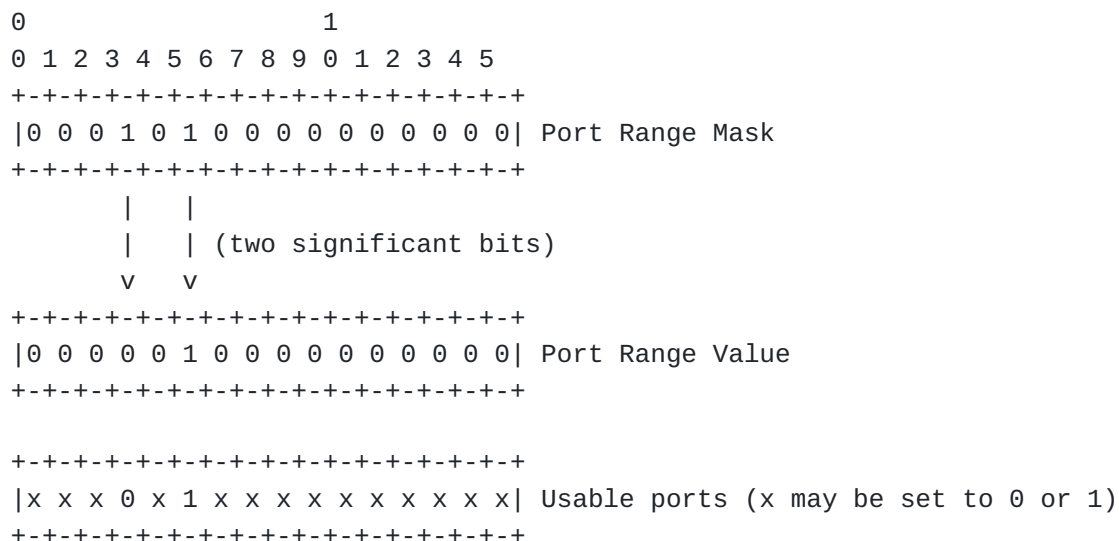 0                   1
0 1 2 3 4 5 6 7 8 9 0 1 2 3 4 5
+-+-+-+-+-+-+-+-+-+-+-+-+-+-+-+-+
|0 0 0 1 0 1 0 0 0 0 0 0 0 0 0 0| Port Range Mask
+-+-+-+-+-+-+-+-+-+-+-+-+-+-+-+-+
       |   |
       |   | (two significant bits)
       v   v
+-+-+-+-+-+-+-+-+-+-+-+-+-+-+-+-+
|0 0 0 0 0 1 0 0 0 0 0 0 0 0 0 0| Port Range Value
+-+-+-+-+-+-+-+-+-+-+-+-+-+-+-+-+

+-+-+-+-+-+-+-+-+-+-+-+-+-+-+-+-+
|x x x 0 x 1 x x x x x x x x x x| Usable ports (x may be set to 0 or 1)
+-+-+-+-+-+-+-+-+-+-+-+-+-+-+-+-+